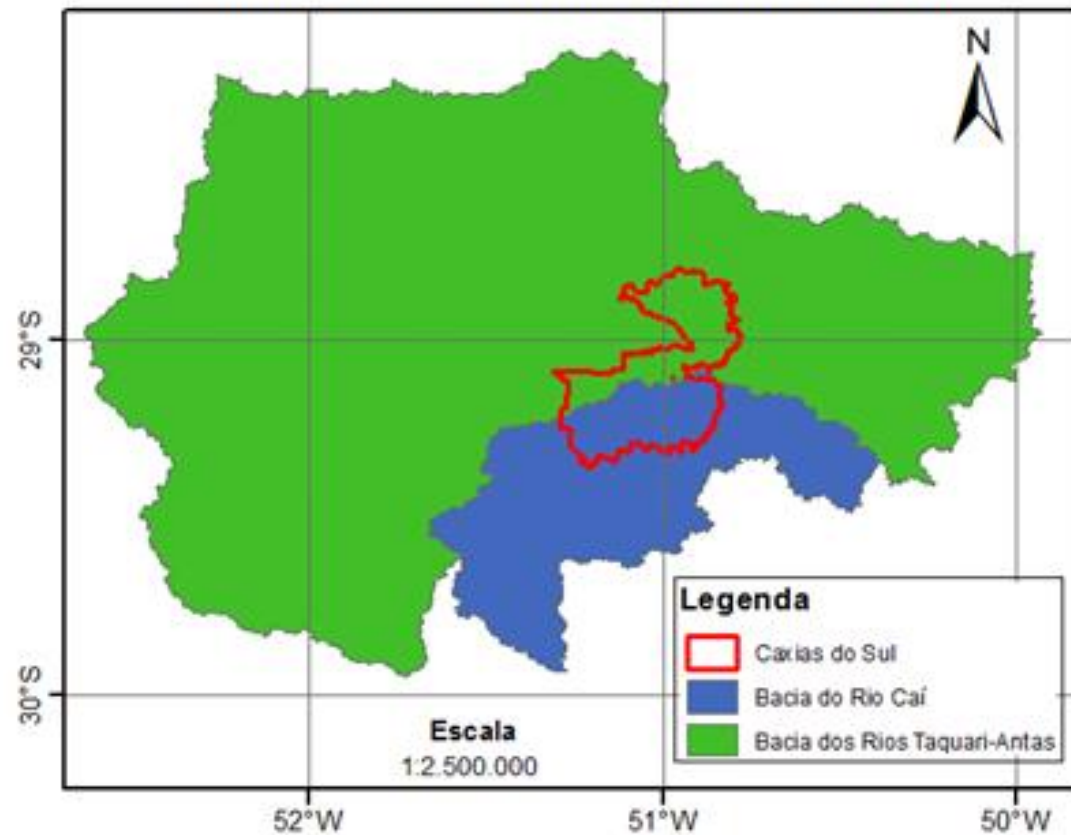 N
29°S
30°S
Legenda
Caxias do Sul
Bacia do Rio Caí
Bacia dos Rios Taquari-Antas
Escala
1:2.500.000
52°W
51°W
50°W